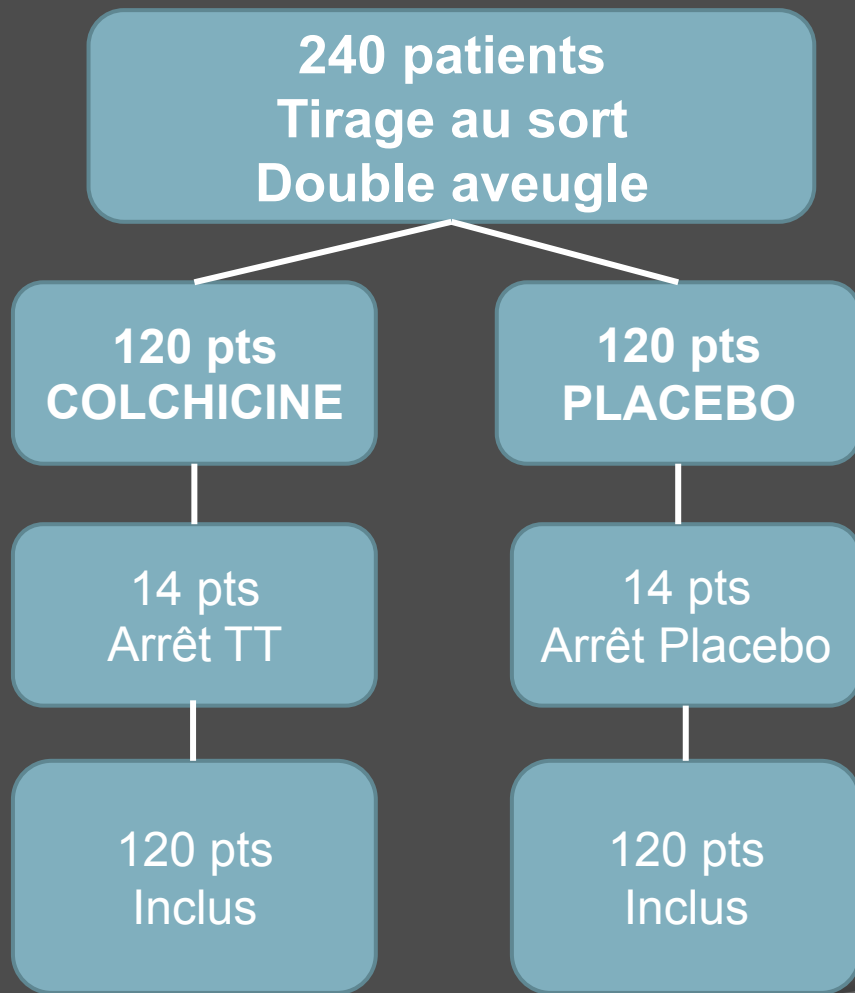 240 patients
Tirage au sort
Double aveugle
120 pts
COLCHICINE
120 pts
PLACEBO
14 pts
Arrêt TT
14 pts
Arrêt Placebo
120 pts
Inclus
120 pts
Inclus